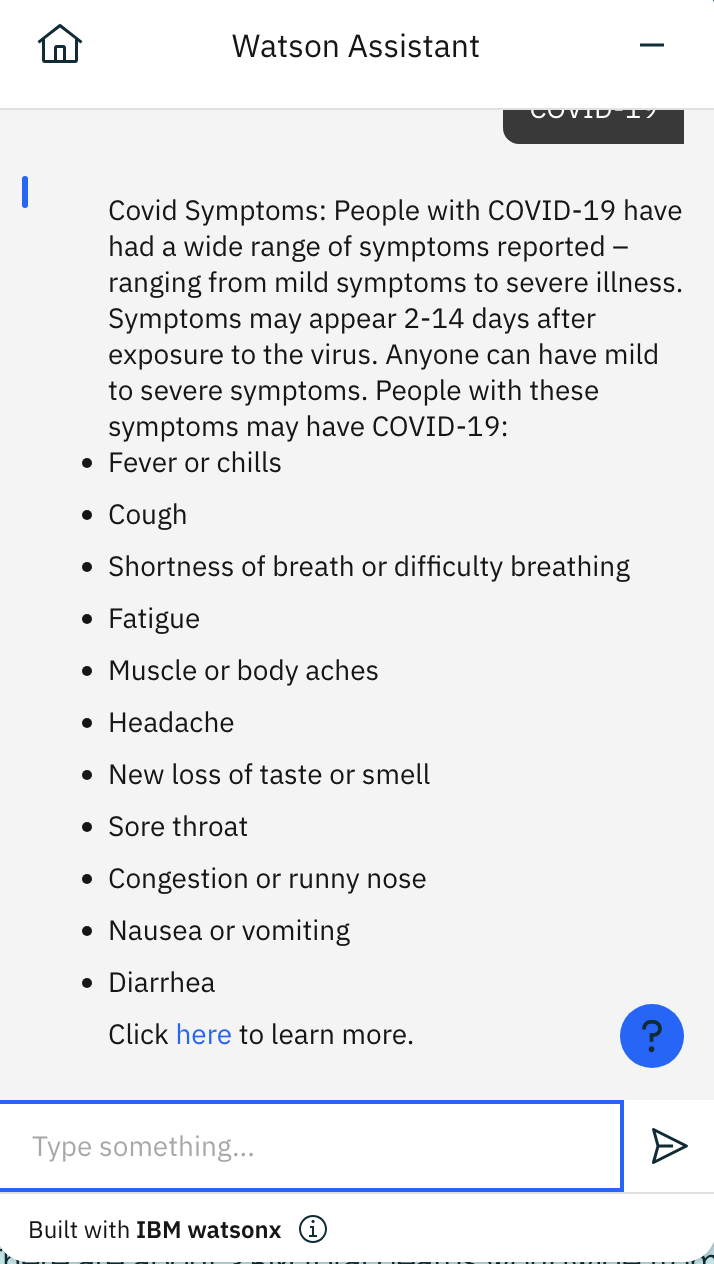 Watson Assistant
COVID-19
Covid Symptoms: People with COVID-19 have
had a wide range of symptoms reported –
ranging from mild symptoms to severe illness.
Symptoms may appear 2-14 days after
exposure to the virus. Anyone can have mild
to severe symptoms. People with these
symptoms may have COVID-19:
• Fever or chills
• Cough
• Shortness of breath or difficulty breathing
• Fatigue
• Muscle or body aches
• Headache
• New loss of taste or smell
• Sore throat
• Congestion or runny nose
• Nausea or vomiting
• Diarrhea
Click here to learn more.
?
Type something...
Built with IBM watsonx